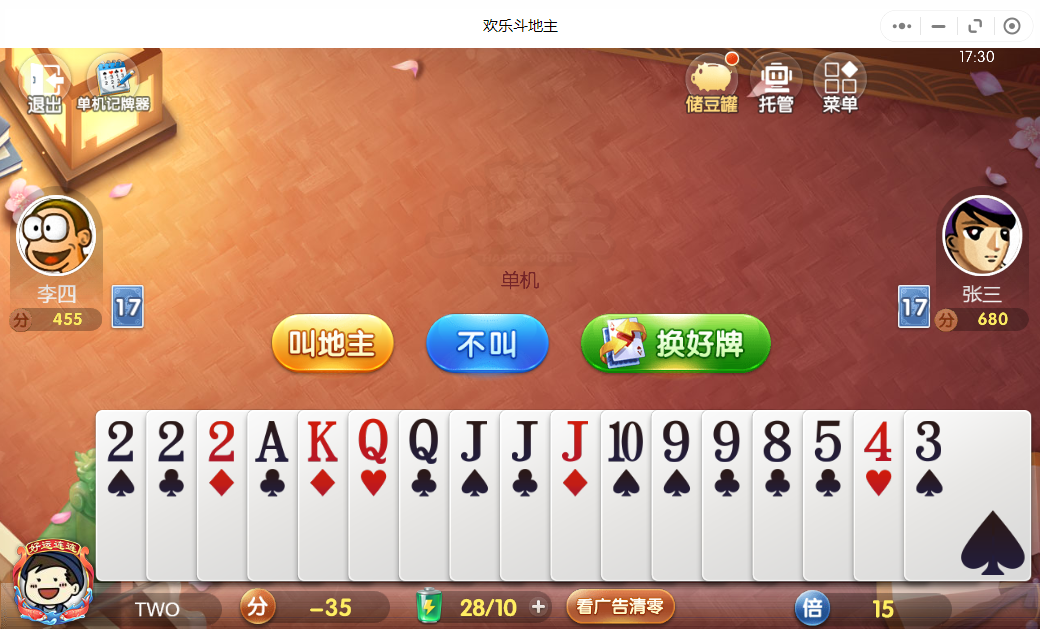 欢乐斗地主
17:30
退出
单机记牌器
储豆罐
托管
菜单
单机
李四
分 455
17
17
张三
分 680
叫地主
不叫
换好牌
2 2 2 A K Q Q J J J 10 9 9 8 5 4 3
好运连连
TWO
分 -35
28/10 +
看广告清零
倍 15